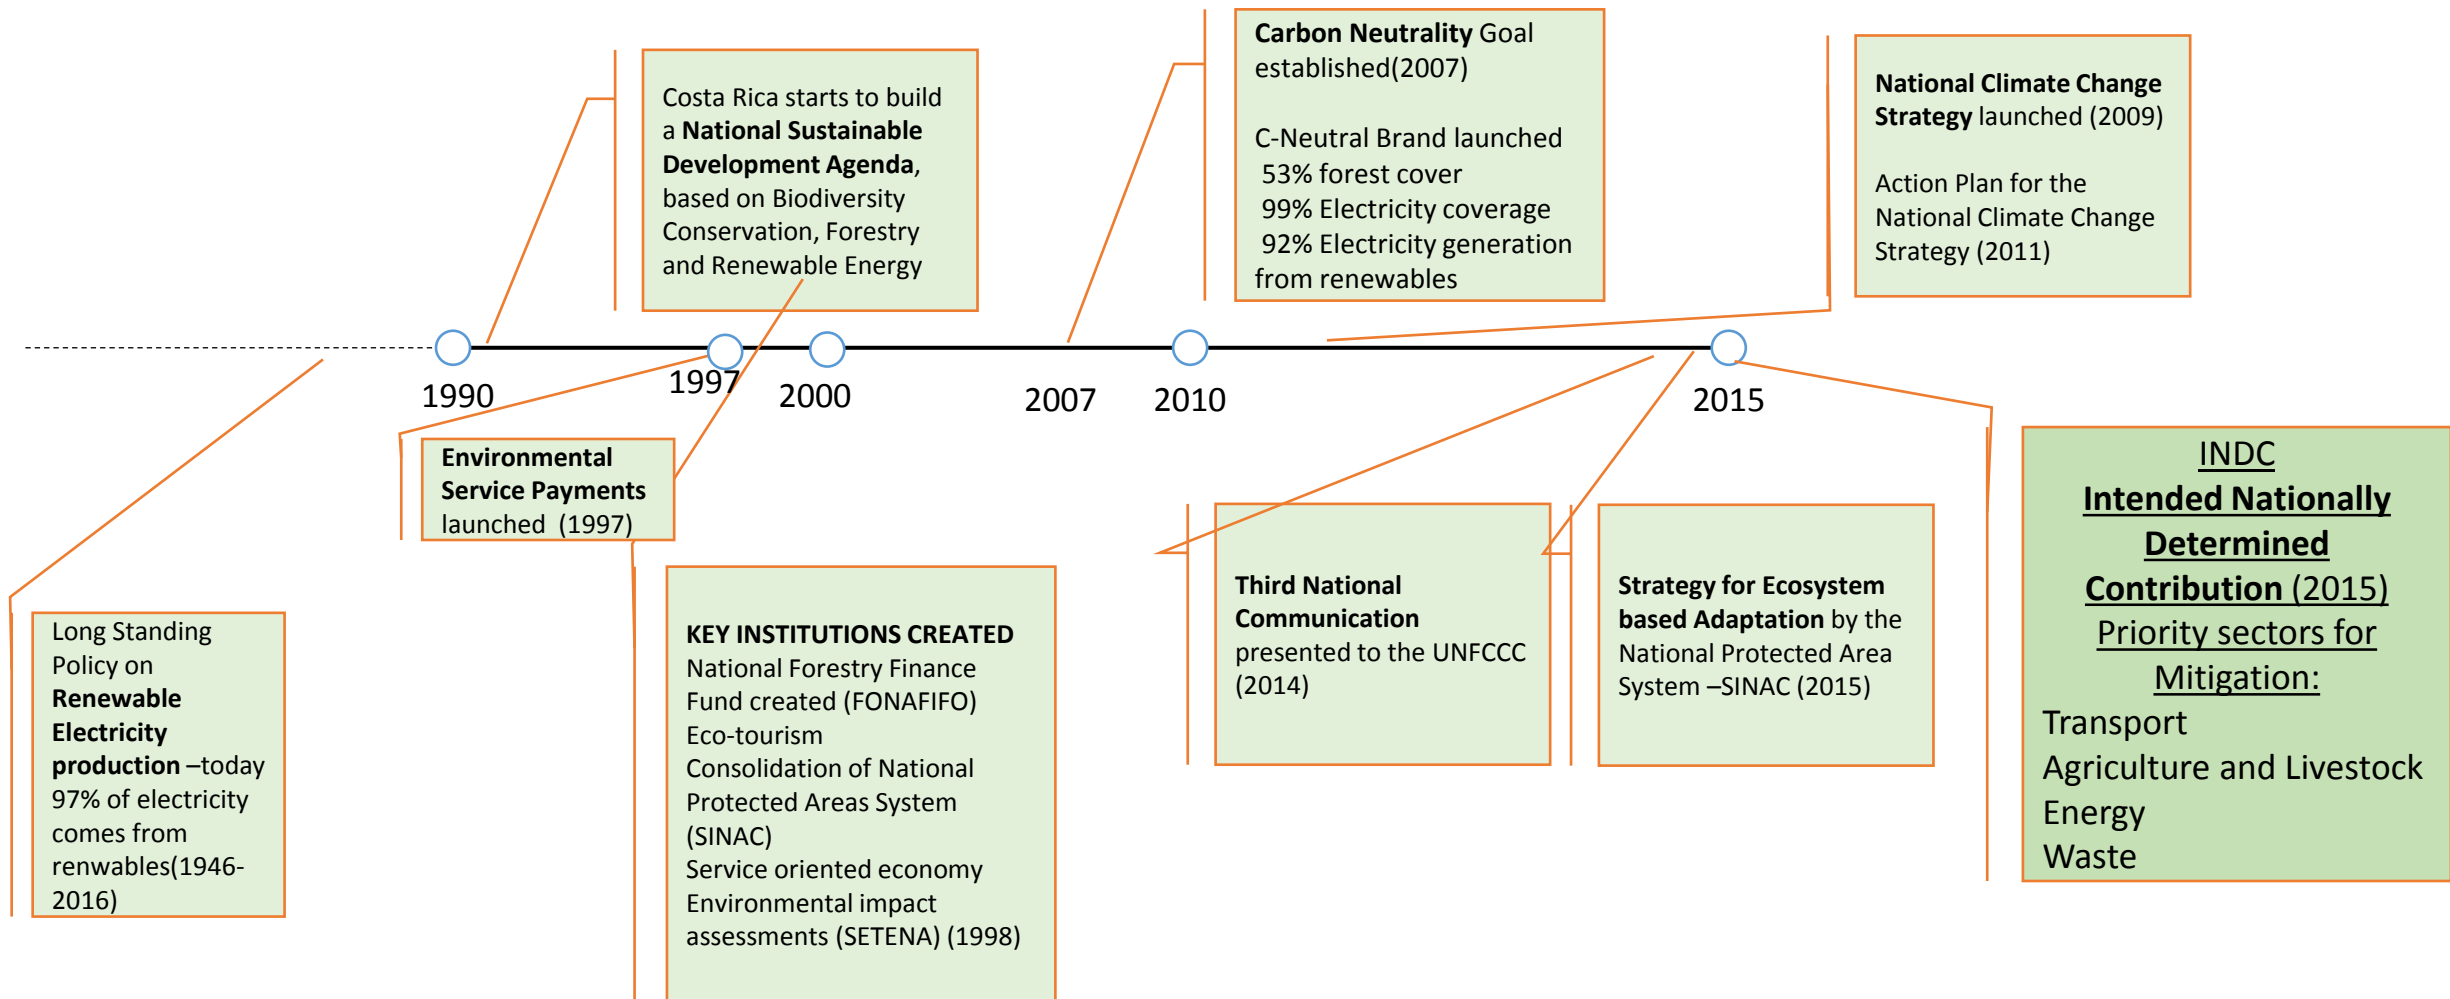 Costa Rica starts to build
a National Sustainable
Development Agenda,
based on Biodiversity
Conservation, Forestry
and Renewable Energy
Carbon Neutrality Goal
established(2007)
C-Neutral Brand launched
53% forest cover
99% Electricity coverage
92% Electricity generation
from renewables
National Climate Change
Strategy launched (2009)
Action Plan for the
National Climate Change
Strategy (2011)
1990
1997
2000
2007
2010
2015
Long Standing
Policy on
Renewable
Electricity
production –today
97% of electricity
comes from
renwables(1946-
2016)
Environmental
Service Payments
launched (1997)
KEY INSTITUTIONS CREATED
National Forestry Finance
Fund created (FONAFIFO)
Eco-tourism
Consolidation of National
Protected Areas System
(SINAC)
Service oriented economy
Environmental impact
assessments (SETENA) (1998)
Third National
Communication
presented to the UNFCCC
(2014)
Strategy for Ecosystem
based Adaptation by the
National Protected Area
System –SINAC (2015)
INDC
Intended Nationally
Determined
Contribution (2015)
Priority sectors for
Mitigation:
Transport
Agriculture and Livestock
Energy
Waste